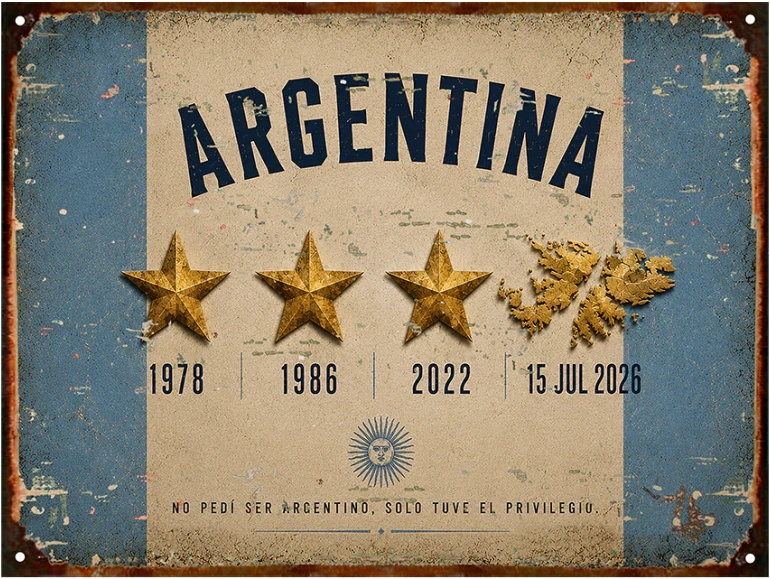 ARGENTINA
1978 1986 2022 15 JUL 2026
NO PEDÍ SER ARGENTINO, SOLO TUVE EL PRIVILEGIO.